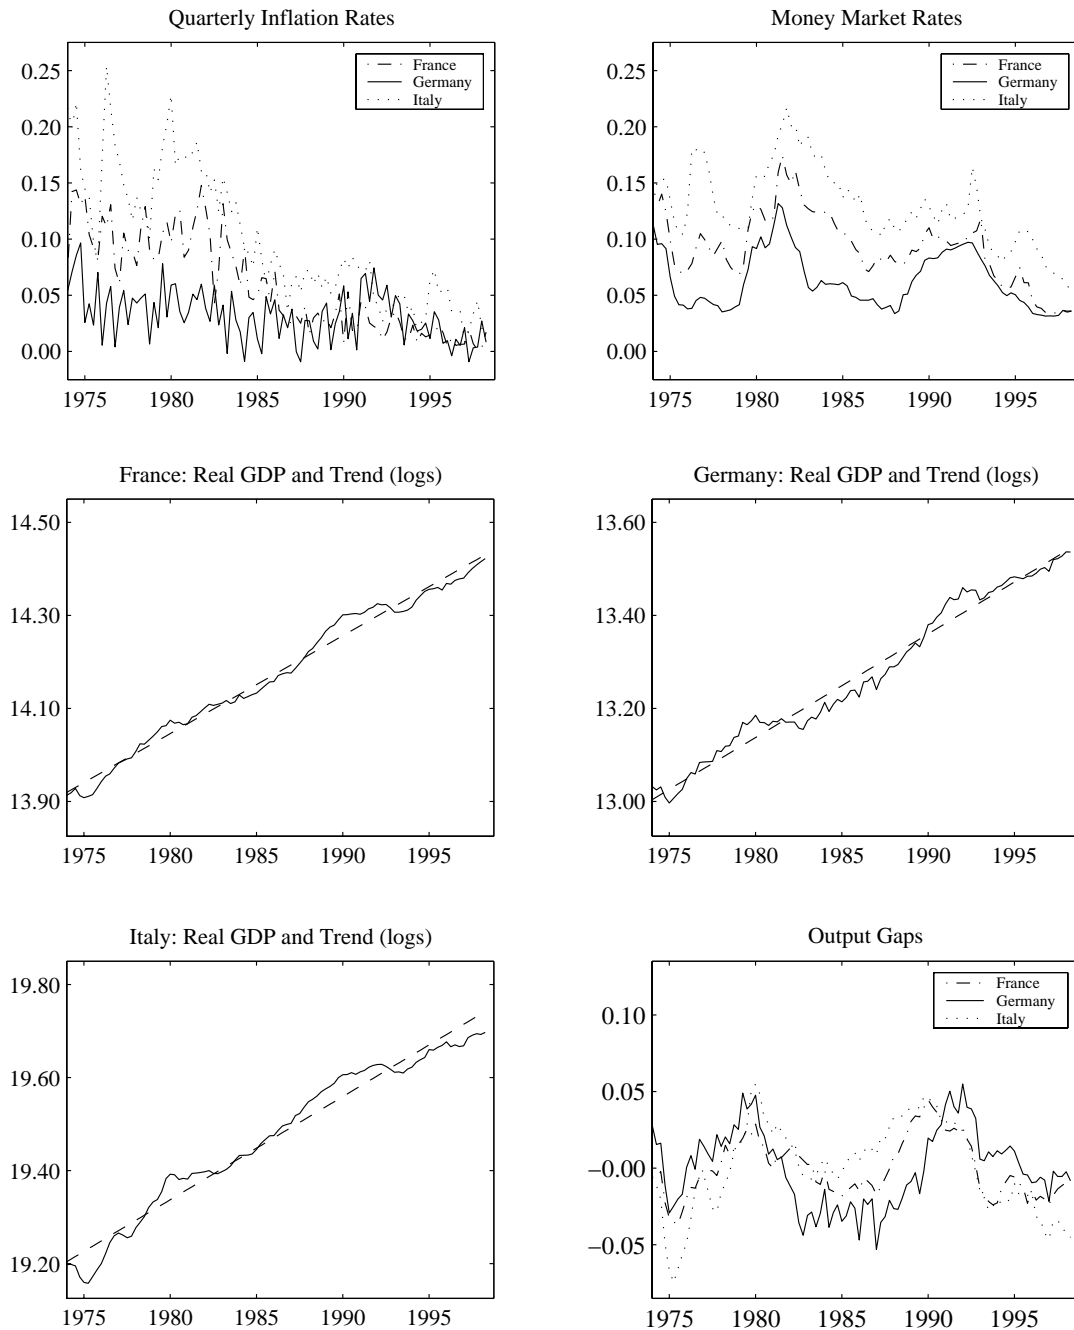 Quarterly Inflation Rates
0.25
0.20
0.15
0.10
0.05
0.00
1975 1980 1985 1990 1995
France
Germany
Italy
Money Market Rates
0.25
0.20
0.15
0.10
0.05
0.00
1975 1980 1985 1990 1995
France
Germany
Italy
France: Real GDP and Trend (logs)
14.50
14.30
14.10
13.90
1975 1980 1985 1990 1995
Germany: Real GDP and Trend (logs)
13.60
13.40
13.20
13.00
1975 1980 1985 1990 1995
Italy: Real GDP and Trend (logs)
19.80
19.60
19.40
19.20
1975 1980 1985 1990 1995
Output Gaps
0.10
0.05
−0.00
−0.05
1975 1980 1985 1990 1995
France
Germany
Italy